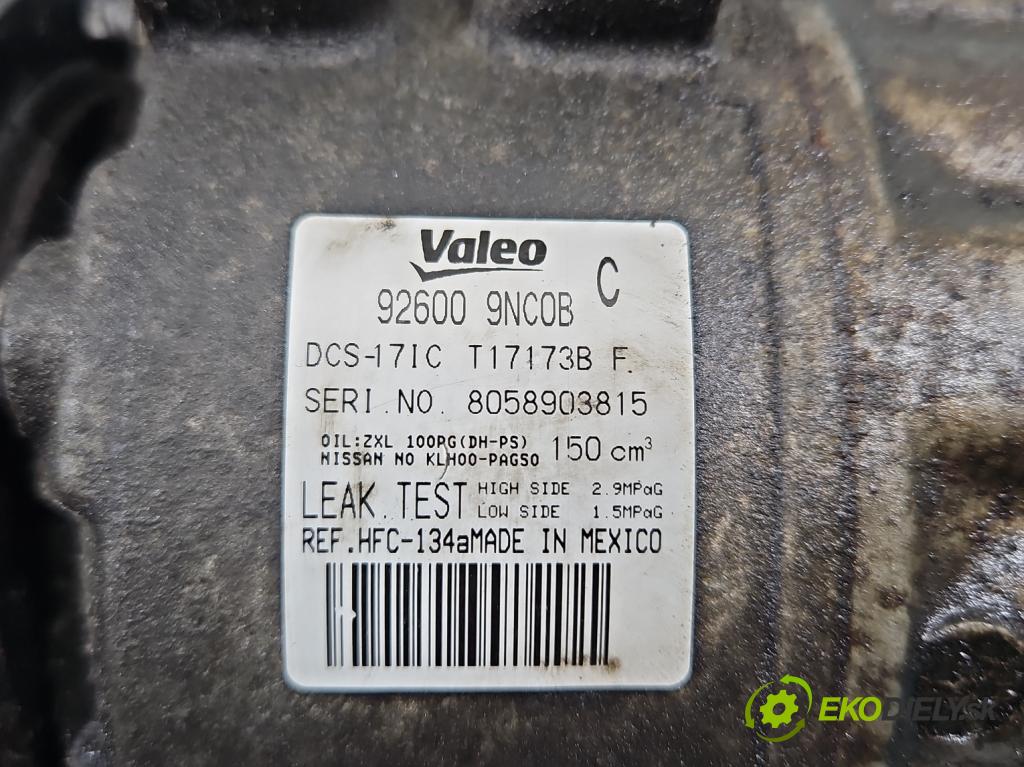 Valeo
92600 9NC0B C
DCS-17IC T17173B F.
SERI.NO. 8058903815
OIL:ZXL 100PG(DH-PS) 150 cm³
NISSAN NO KLH00-PAGS0
LEAK.TEST HIGH SIDE 2.9MPaG
LOW SIDE 1.5MPaG
REF.HFC-134aMADE IN MEXICO
EKODIELY.SK